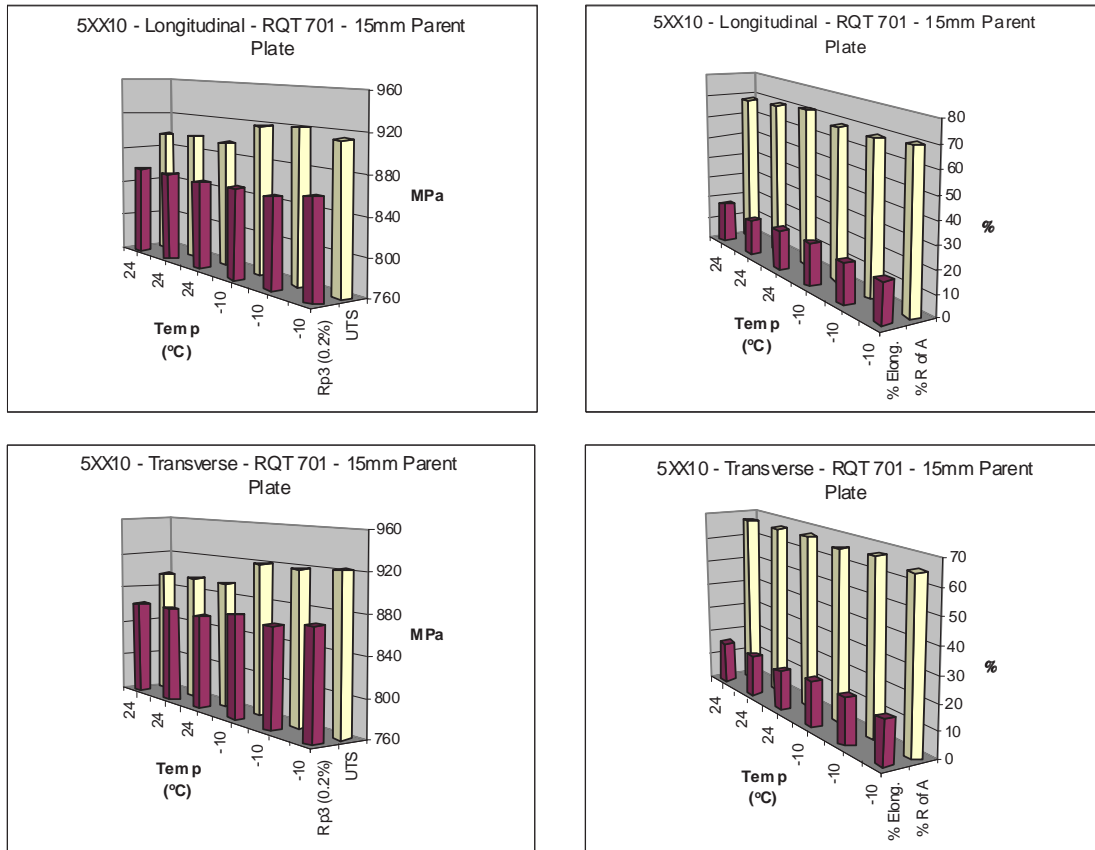 5XX10 - Longitudinal - RQT 701 - 15mm Parent
Plate
960
920
880
840
800
760
MPa
24
24
24
-10
-10
-10
Temp
(ºC)
Rp3 (0.2%)
UTS
5XX10 - Longitudinal - RQT 701 - 15mm Parent
Plate
80
70
60
50
40
30
20
10
0
%
24
24
24
-10
-10
-10
Temp
(ºC)
% Elong.
% R of A
5XX10 - Transverse - RQT 701 - 15mm Parent
Plate
960
920
880
840
800
760
MPa
24
24
24
-10
-10
-10
Temp
(ºC)
Rp3 (0.2%)
UTS
5XX10 - Transverse - RQT 701 - 15mm Parent
Plate
70
60
50
40
30
20
10
0
%
24
24
24
-10
-10
-10
Temp
(ºC)
% Elong.
% R of A